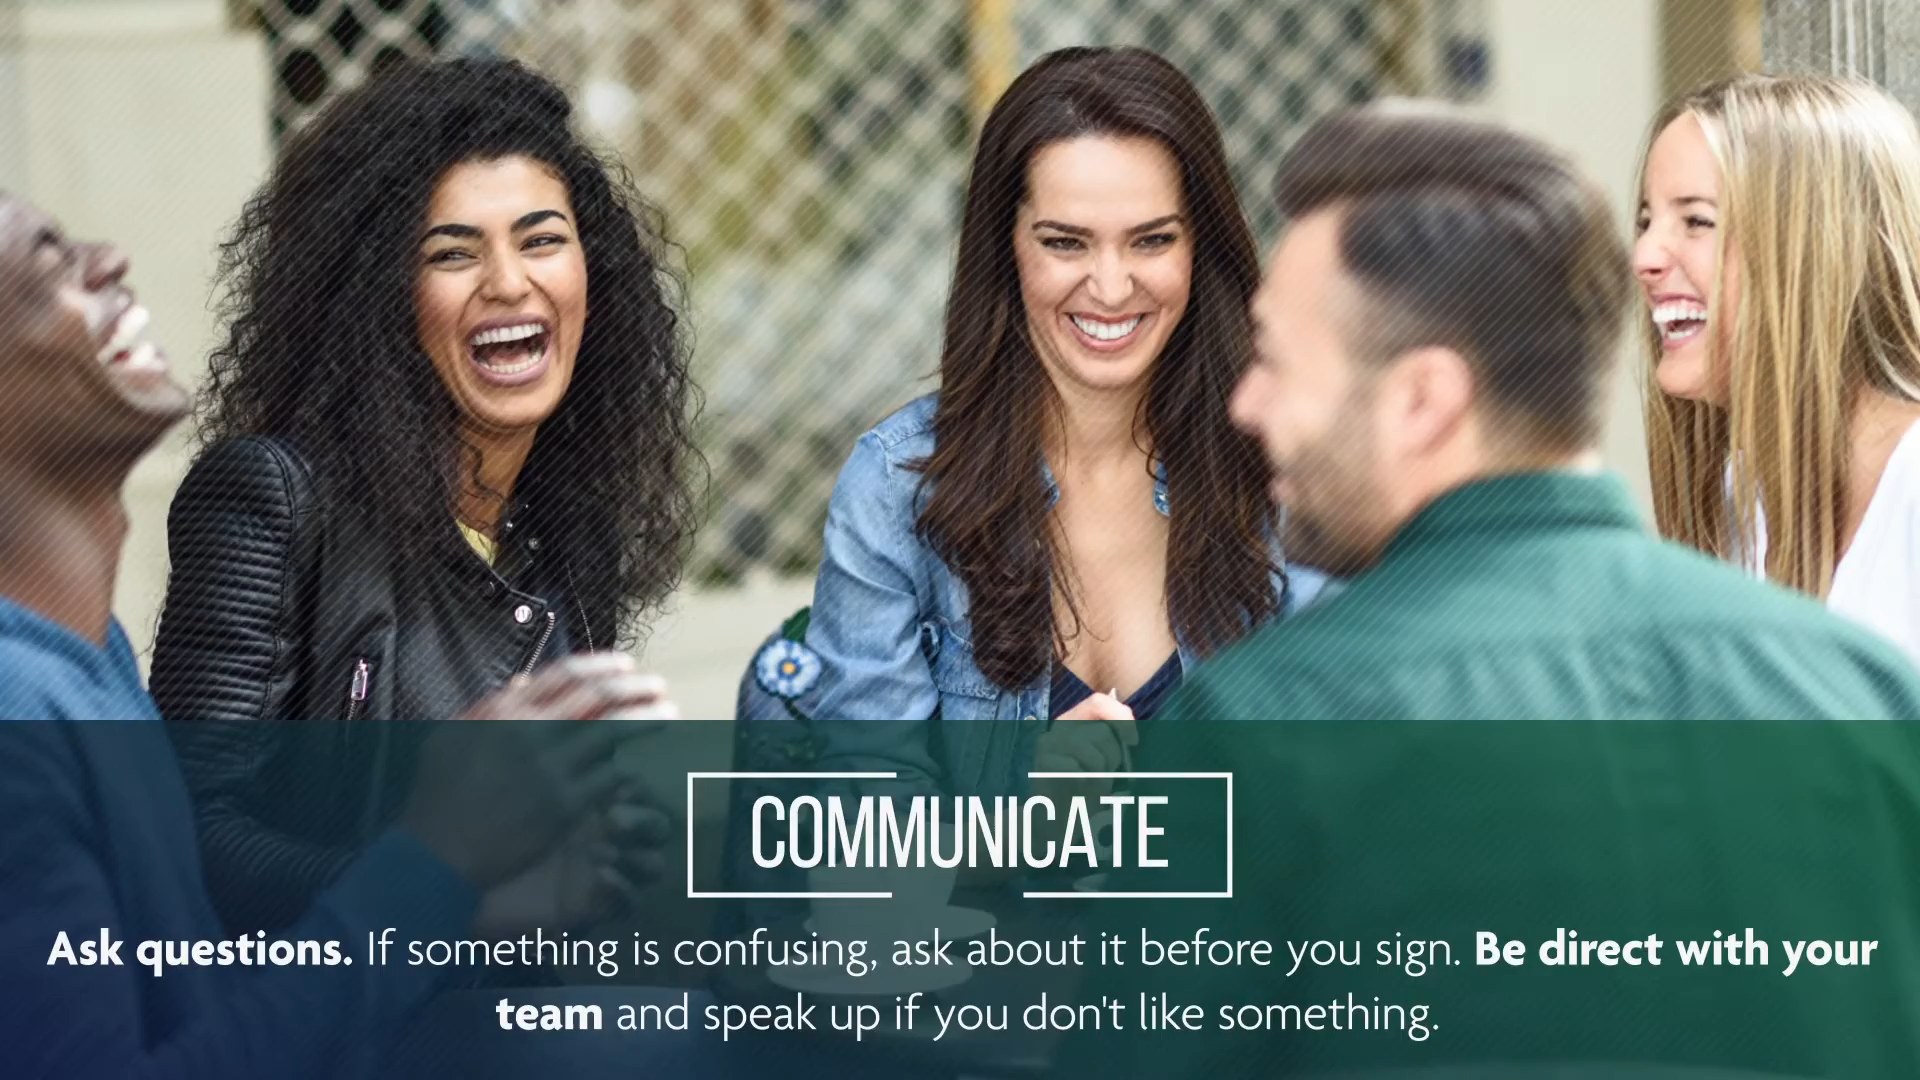 COMMUNICATE
Ask questions. If something is confusing, ask about it before you sign. Be direct with your
team and speak up if you don't like something.